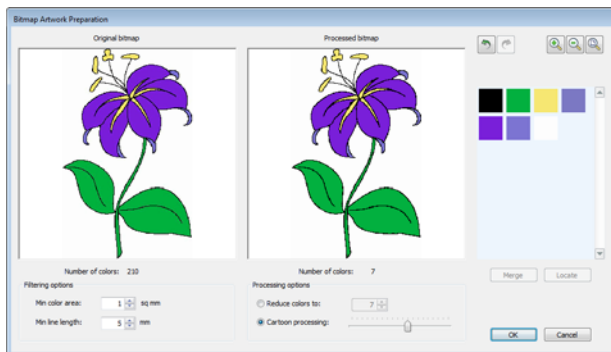 Bitmap Artwork Preparation
Original bitmap
Processed bitmap
Number of colors: 210
Number of colors: 7
Filtering options
Min color area: 1 sq mm
Min line length: 5 mm
Processing options
Reduce colors to: 7
Cartoon processing:
Merge
Locate
OK
Cancel